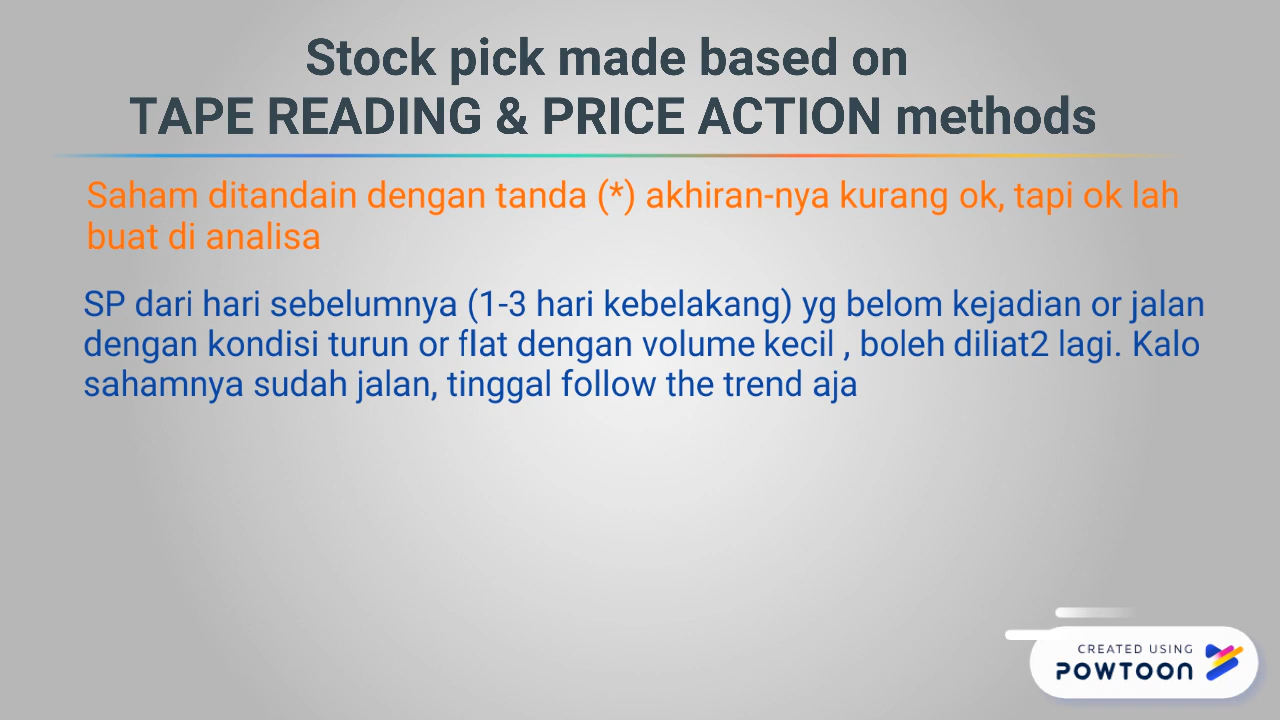 Stock pick made based on
TAPE READING & PRICE ACTION methods
Saham ditandain dengan tanda (*) akhiran-nya kurang ok, tapi ok lah
buat di analisa
SP dari hari sebelumnya (1-3 hari kebelakang) yg belom kejadian or jalan
dengan kondisi turun or flat dengan volume kecil , boleh diliat2 lagi. Kalo
sahamnya sudah jalan, tinggal follow the trend aja
CREATED USING
POWTOON